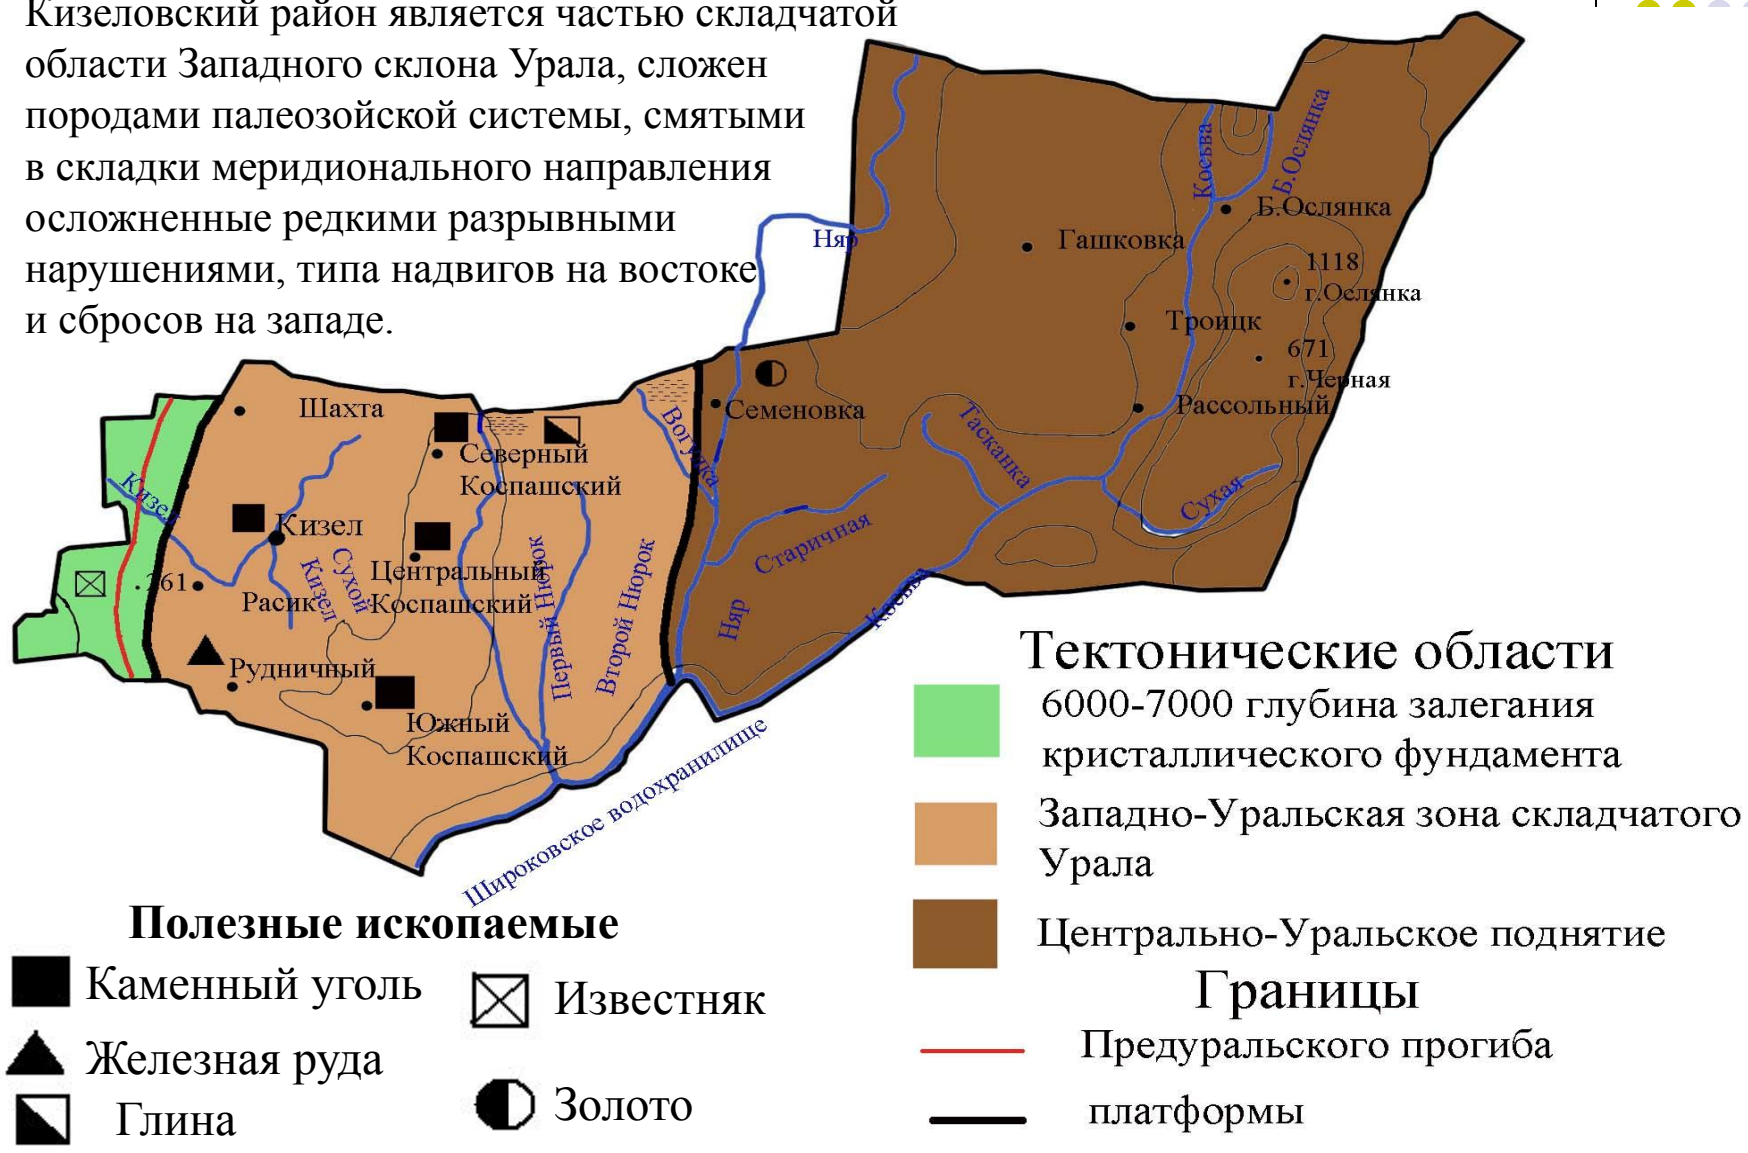 Кизеловский район является частью складчатой
области Западного склона Урала, сложен
породами палеозойской системы, смятыми
в складки меридионального направления
осложненные редкими разрывными
нарушениями, типа надвигов на востоке
и сбросов на западе.
Косьва
Б.Ослянка
Б.Ослянка
Няр
Гашковка
1118
г.Ослянка
Троицк
671
г.Черная
Рассольный
Шахта
Семеновка
Вогулка
Тасканка
Северный
Коспашский
Кизел
Сухая
Кизел
Старичная
Сухой
Кизел
Центральный
Коспашский
Первый Нюрок
Второй Нюрок
.261
Расик
Няр
Косьва
Рудничный
Южный
Коспашский
Широковское водохранилище
Тектонические области
6000-7000 глубина залегания
кристаллического фундамента
Западно-Уральская зона складчатого
Урала
Центрально-Уральское поднятие
Границы
Предуральского прогиба
платформы
Полезные ископаемые
Каменный уголь
Известняк
Железная руда
Золото
Глина